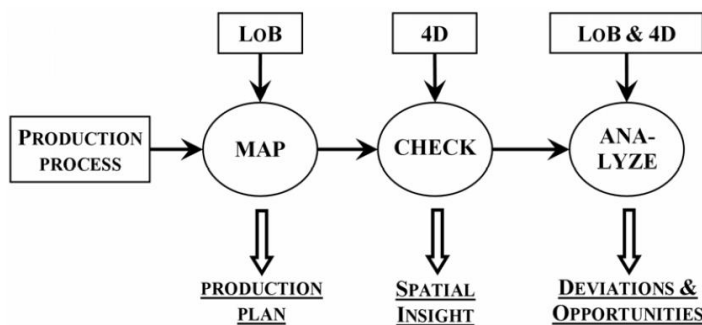 LOB
4D
LOB & 4D
PRODUCTION
PROCESS
MAP
CHECK
ANA-
LYZE
PRODUCTION
PLAN
SPATIAL
INSIGHT
DEVIATIONS &
OPPORTUNITIES